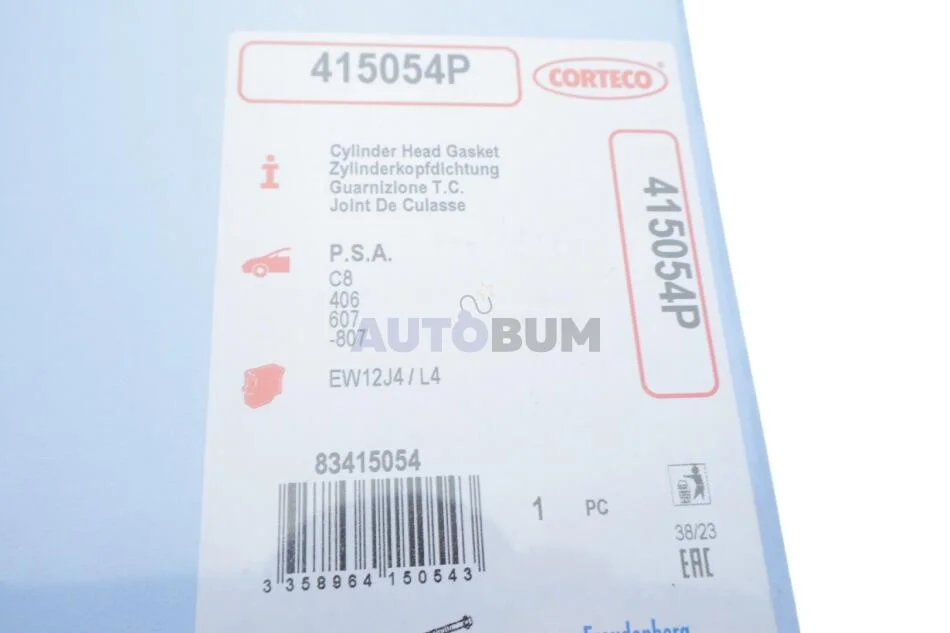 415054P
CORTECO
Cylinder Head Gasket
Zylinderkopfdichtung
Guarnizione T.C.
Joint De Culasse
415054P
P.S.A.
C8
406
607
-807
AUTOBUM
EW12J4 / L4
83415054
1 PC
38/23
EAC
3 358964 150543
Freudenberg